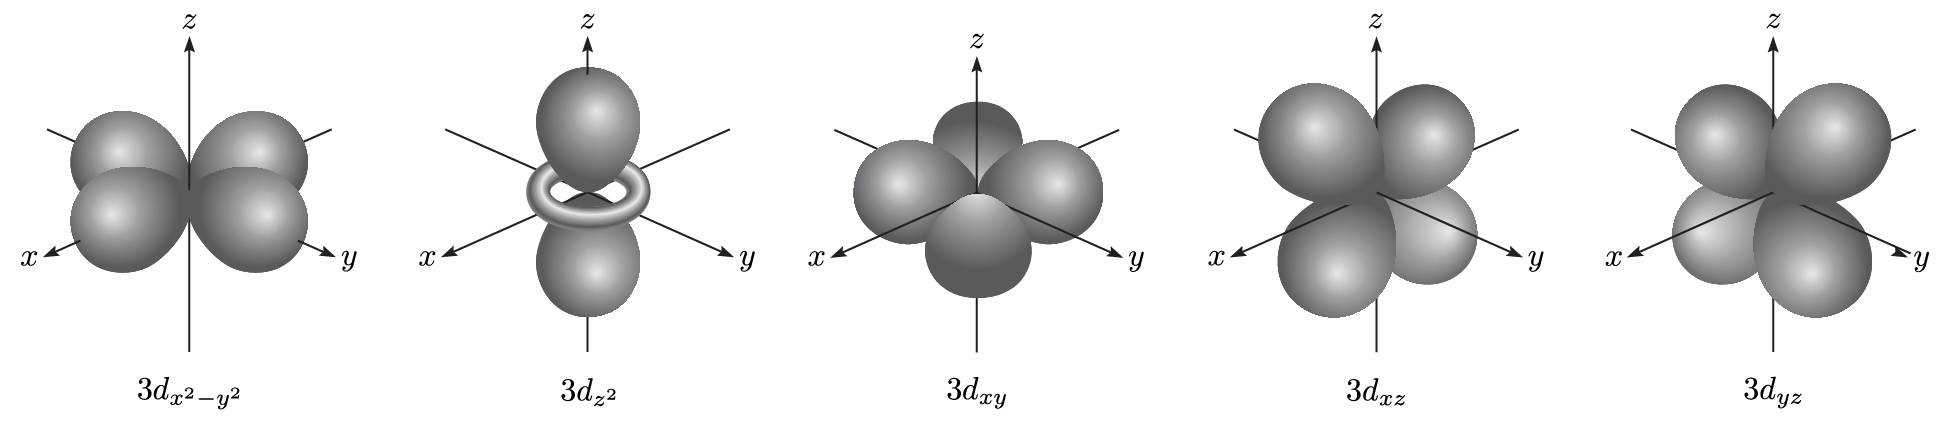 z z z z z
x y x y x y x y x y
3d_{x^2-y^2} 3d_{z^2} 3d_{xy} 3d_{xz} 3d_{yz}